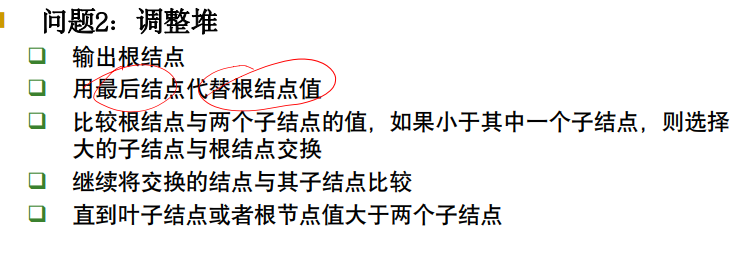 问题2：调整堆
输出根结点
用最后结点代替根结点值
比较根结点与两个子结点的值，如果小于其中一个子结点，则选择
大的子结点与根结点交换
继续将交换的结点与其子结点比较
直到叶子结点或者根节点值大于两个子结点